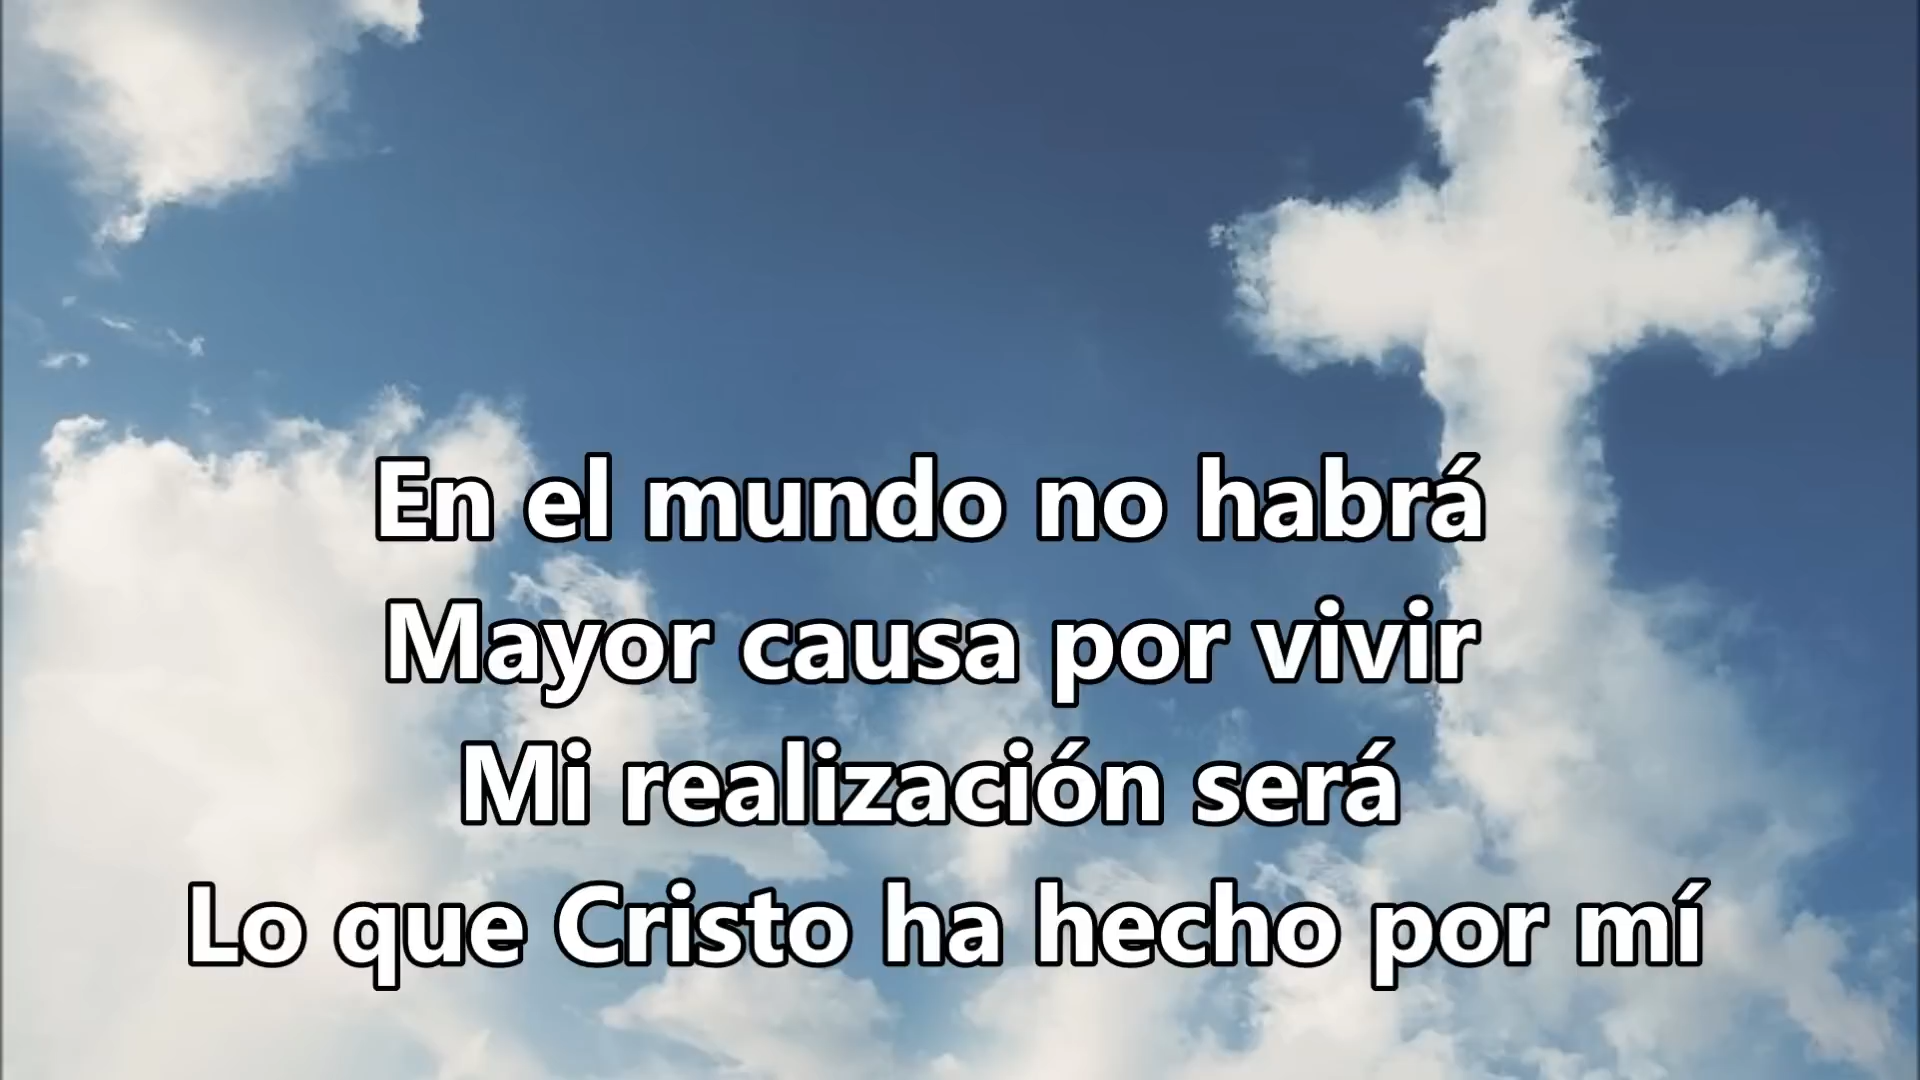 En el mundo no habrá
Mayor causa por vivir
Mi realización será
Lo que Cristo ha hecho por mí